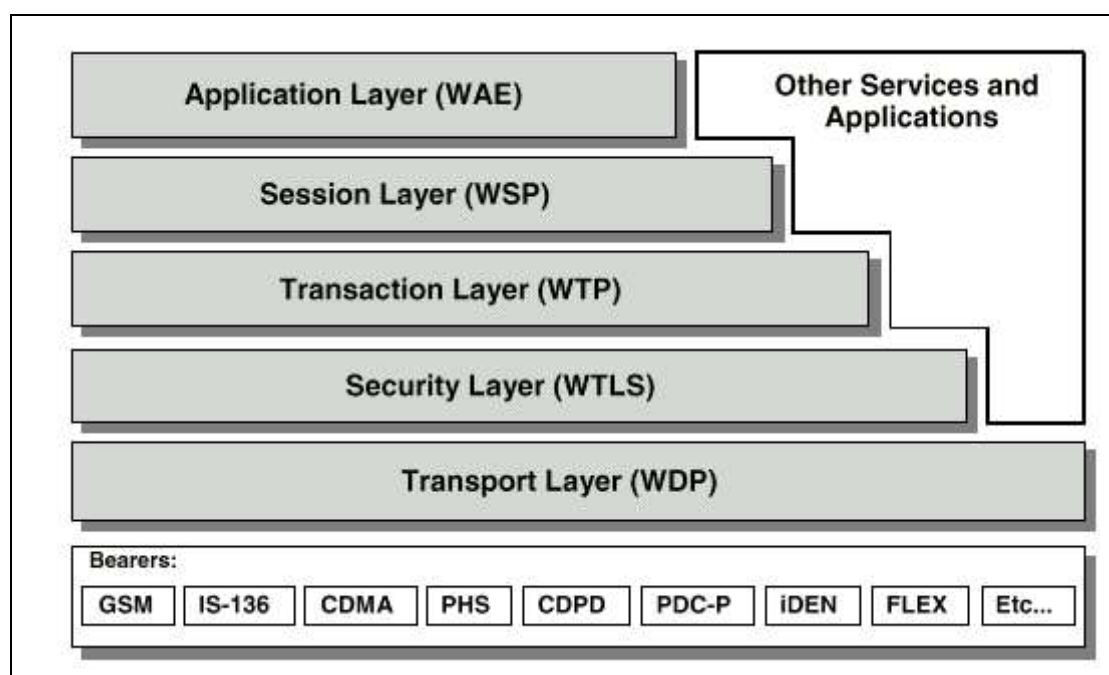 Application Layer (WAE)
Other Services and
Applications
Session Layer (WSP)
Transaction Layer (WTP)
Security Layer (WTLS)
Transport Layer (WDP)
Bearers:
GSM IS-136 CDMA PHS CDPD PDC-P iDEN FLEX Etc...